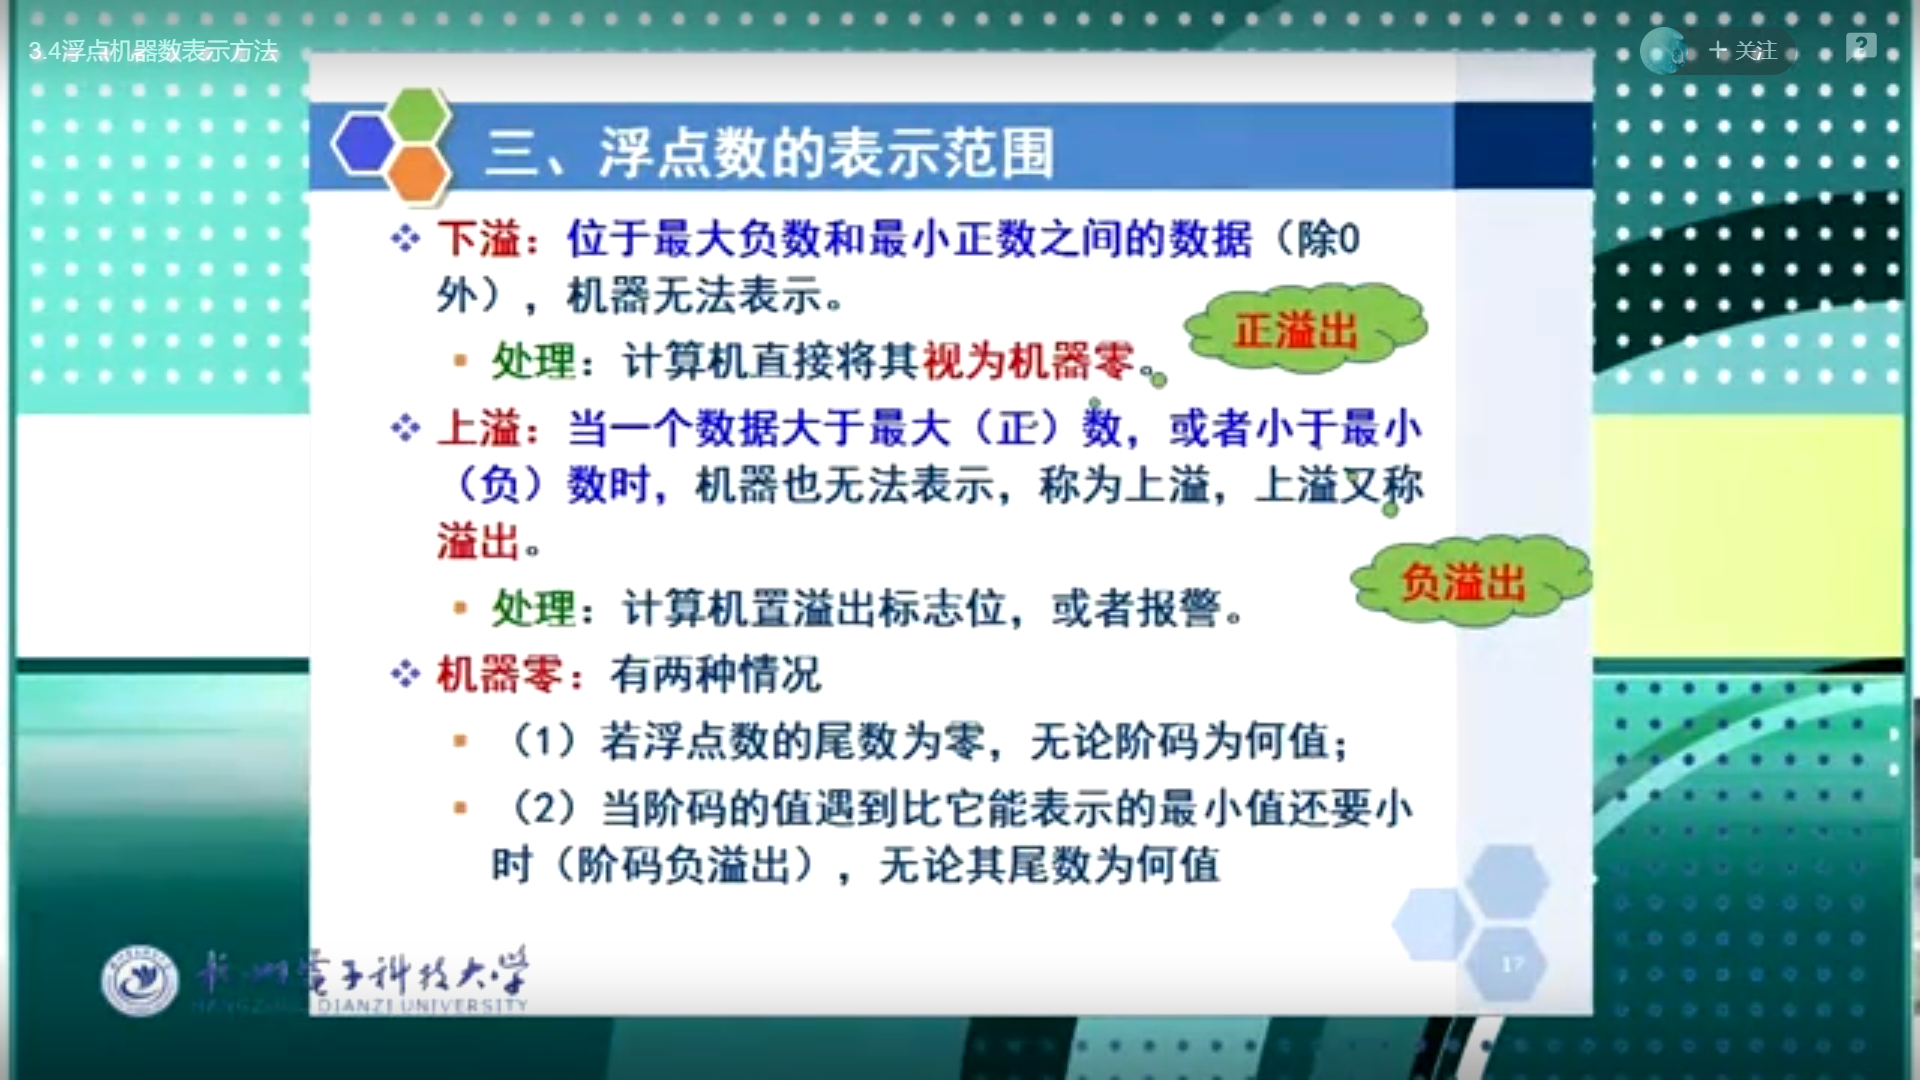 3.4浮点机器数表示方法
+ 关注
三、浮点数的表示范围
下溢：位于最大负数和最小正数之间的数据（除0
外），机器无法表示。
正溢出
处理：计算机直接将其视为机器零。
上溢：当一个数据大于最大（正）数，或者小于最小
（负）数时，机器也无法表示，称为上溢，上溢又称
溢出。
负溢出
处理：计算机置溢出标志位，或者报警。
机器零：有两种情况
（1）若浮点数的尾数为零，无论阶码为何值；
（2）当阶码的值遇到比它能表示的最小值还要小
时（阶码负溢出），无论其尾数为何值
杭州电子科技大学
HANGZHOU DIANZI UNIVERSITY
17